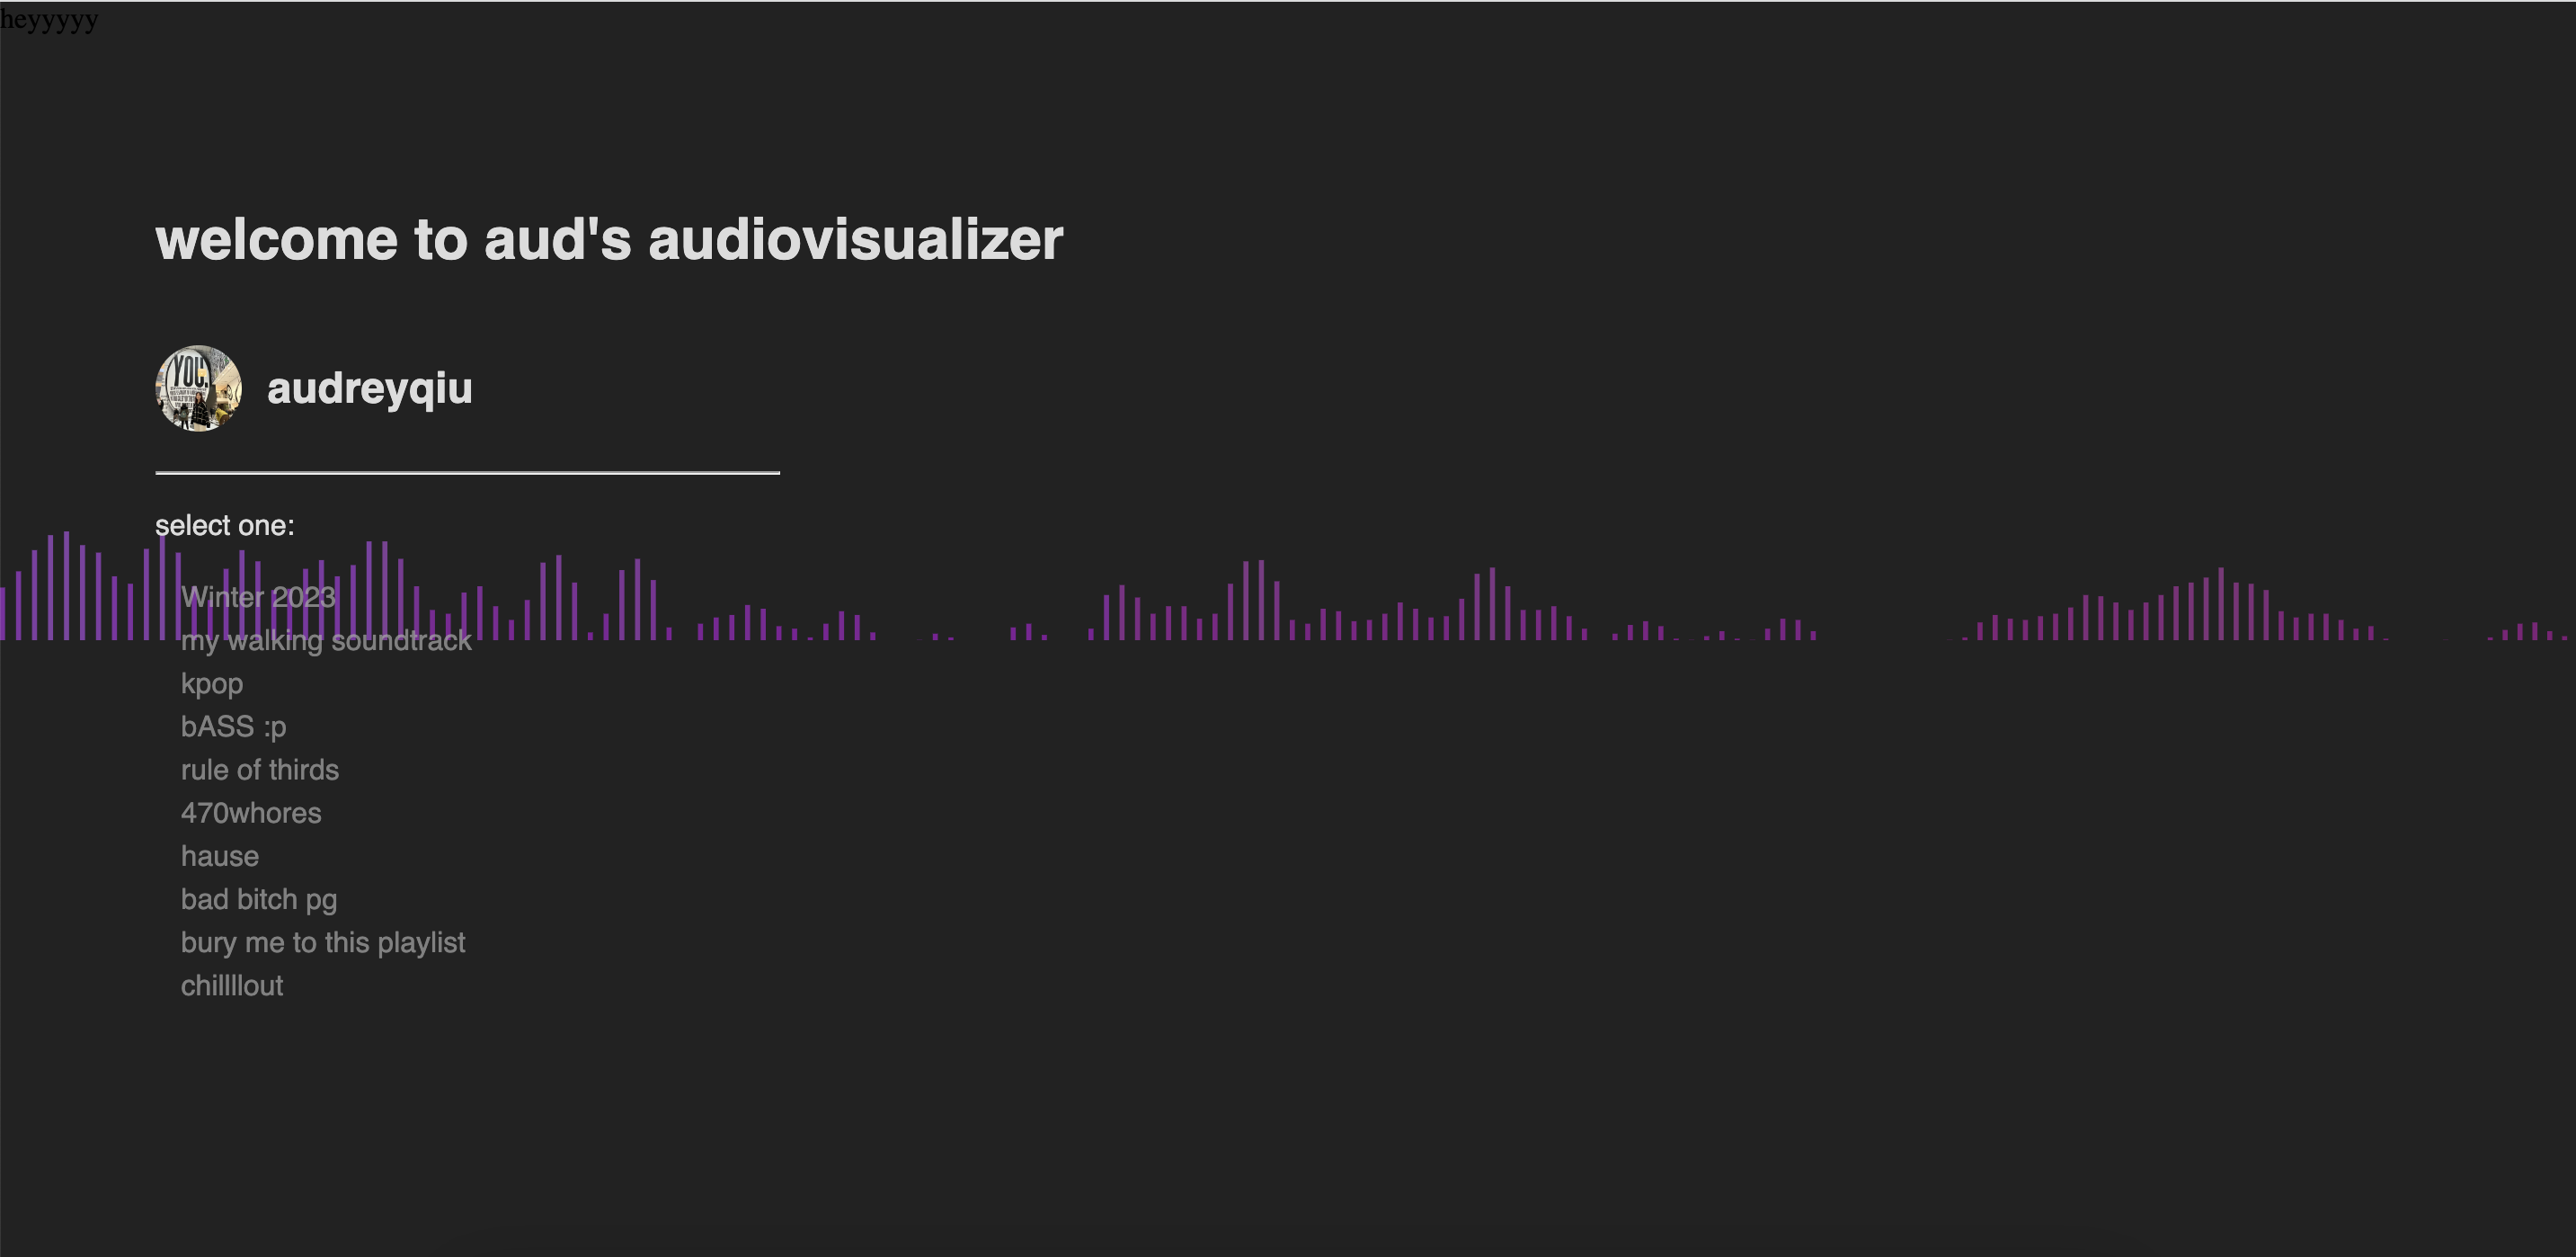 heyyyyy
welcome to aud's audiovisualizer
YOU.
audreyqiu
select one:
Winter 2023
my walking soundtrack
kpop
bASS :p
rule of thirds
470whores
hause
bad bitch pg
bury me to this playlist
chillllout